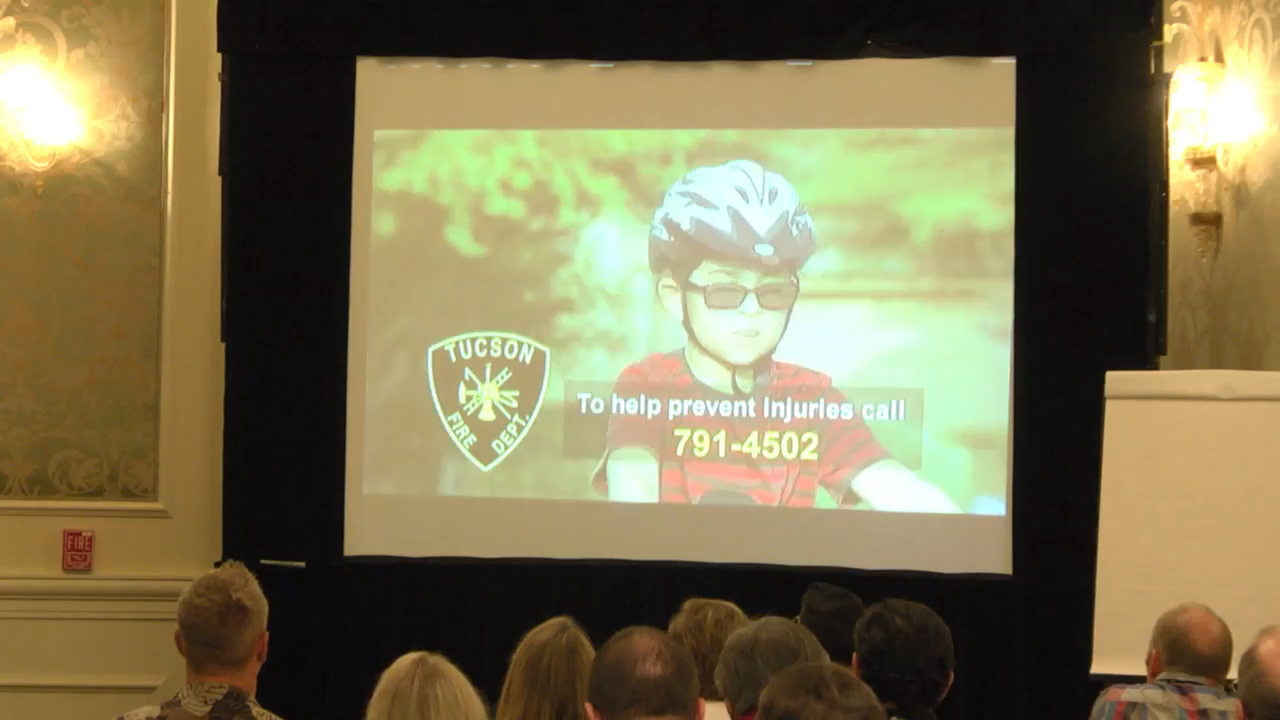 TUCSON
FIRE DEPT.
To help prevent Injuries call
791-4502
FIRE